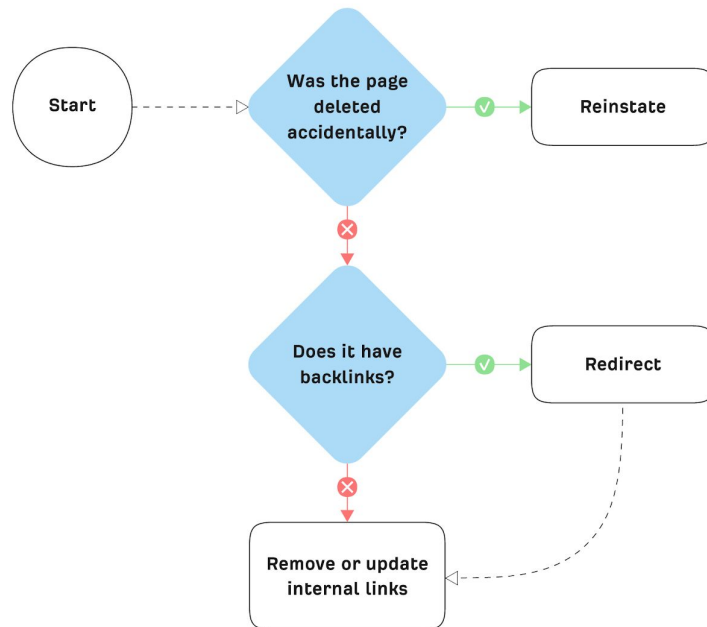 Start
Was the page
deleted
accidentally?
Reinstate
Does it have
backlinks?
Redirect
Remove or update
internal links